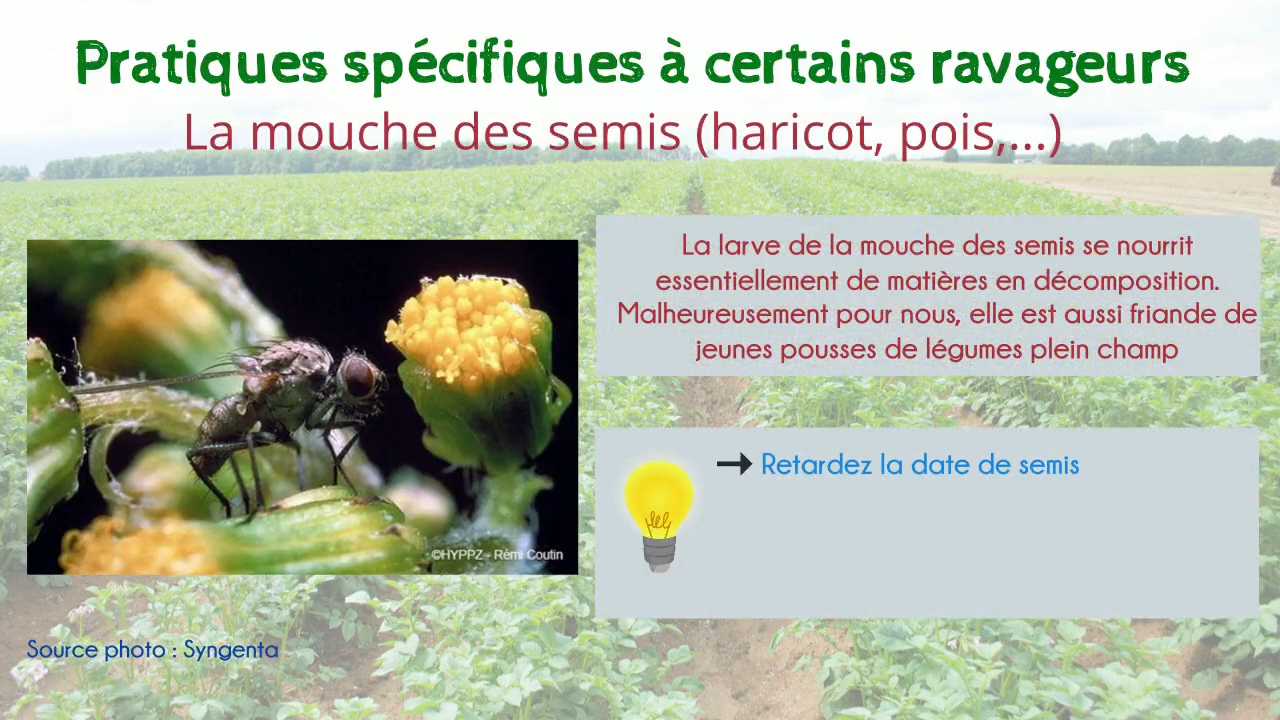 Pratiques spécifiques à certains ravageurs
La mouche des semis (haricot, pois,...)
La larve de la mouche des semis se nourrit
essentiellement de matières en décomposition.
Malheureusement pour nous, elle est aussi friande de
jeunes pousses de légumes plein champ
Retardez la date de semis
©HYPPZ - Rémi Coutin
Source photo : Syngenta